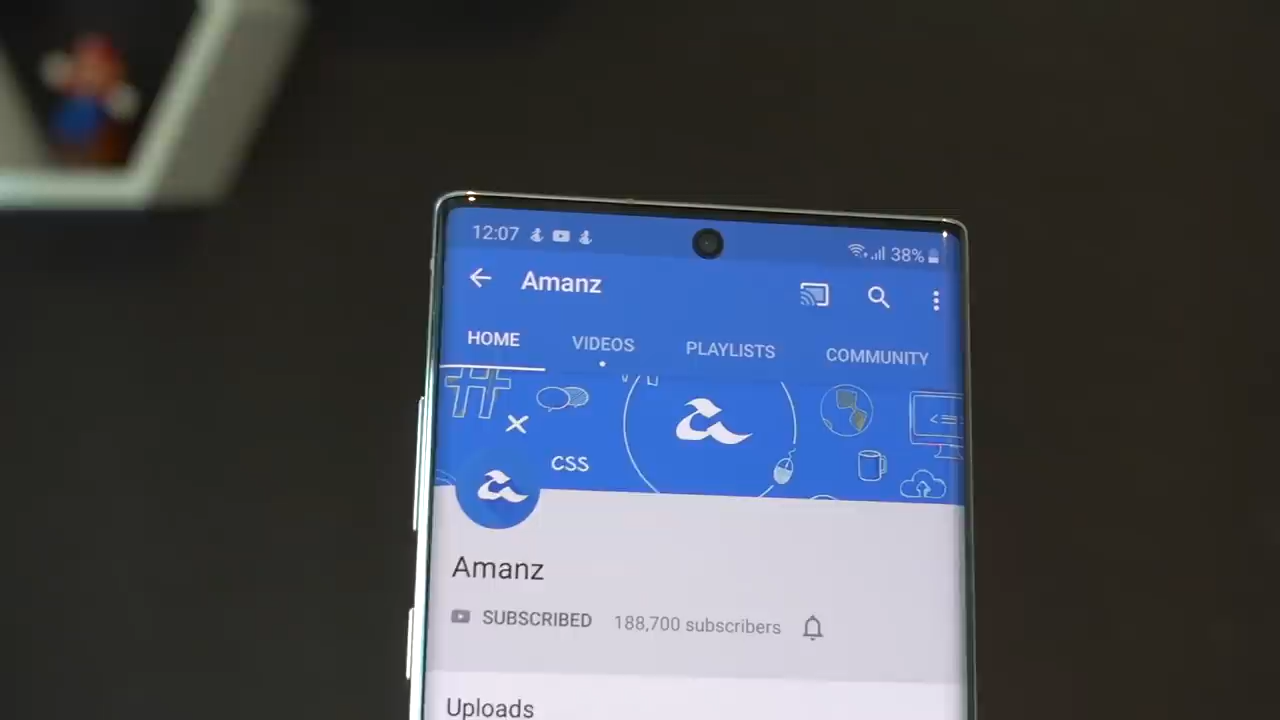 12:07 38%
Amanz
HOME VIDEOS PLAYLISTS COMMUNITY
CSS
Amanz
SUBSCRIBED 188,700 subscribers
Uploads